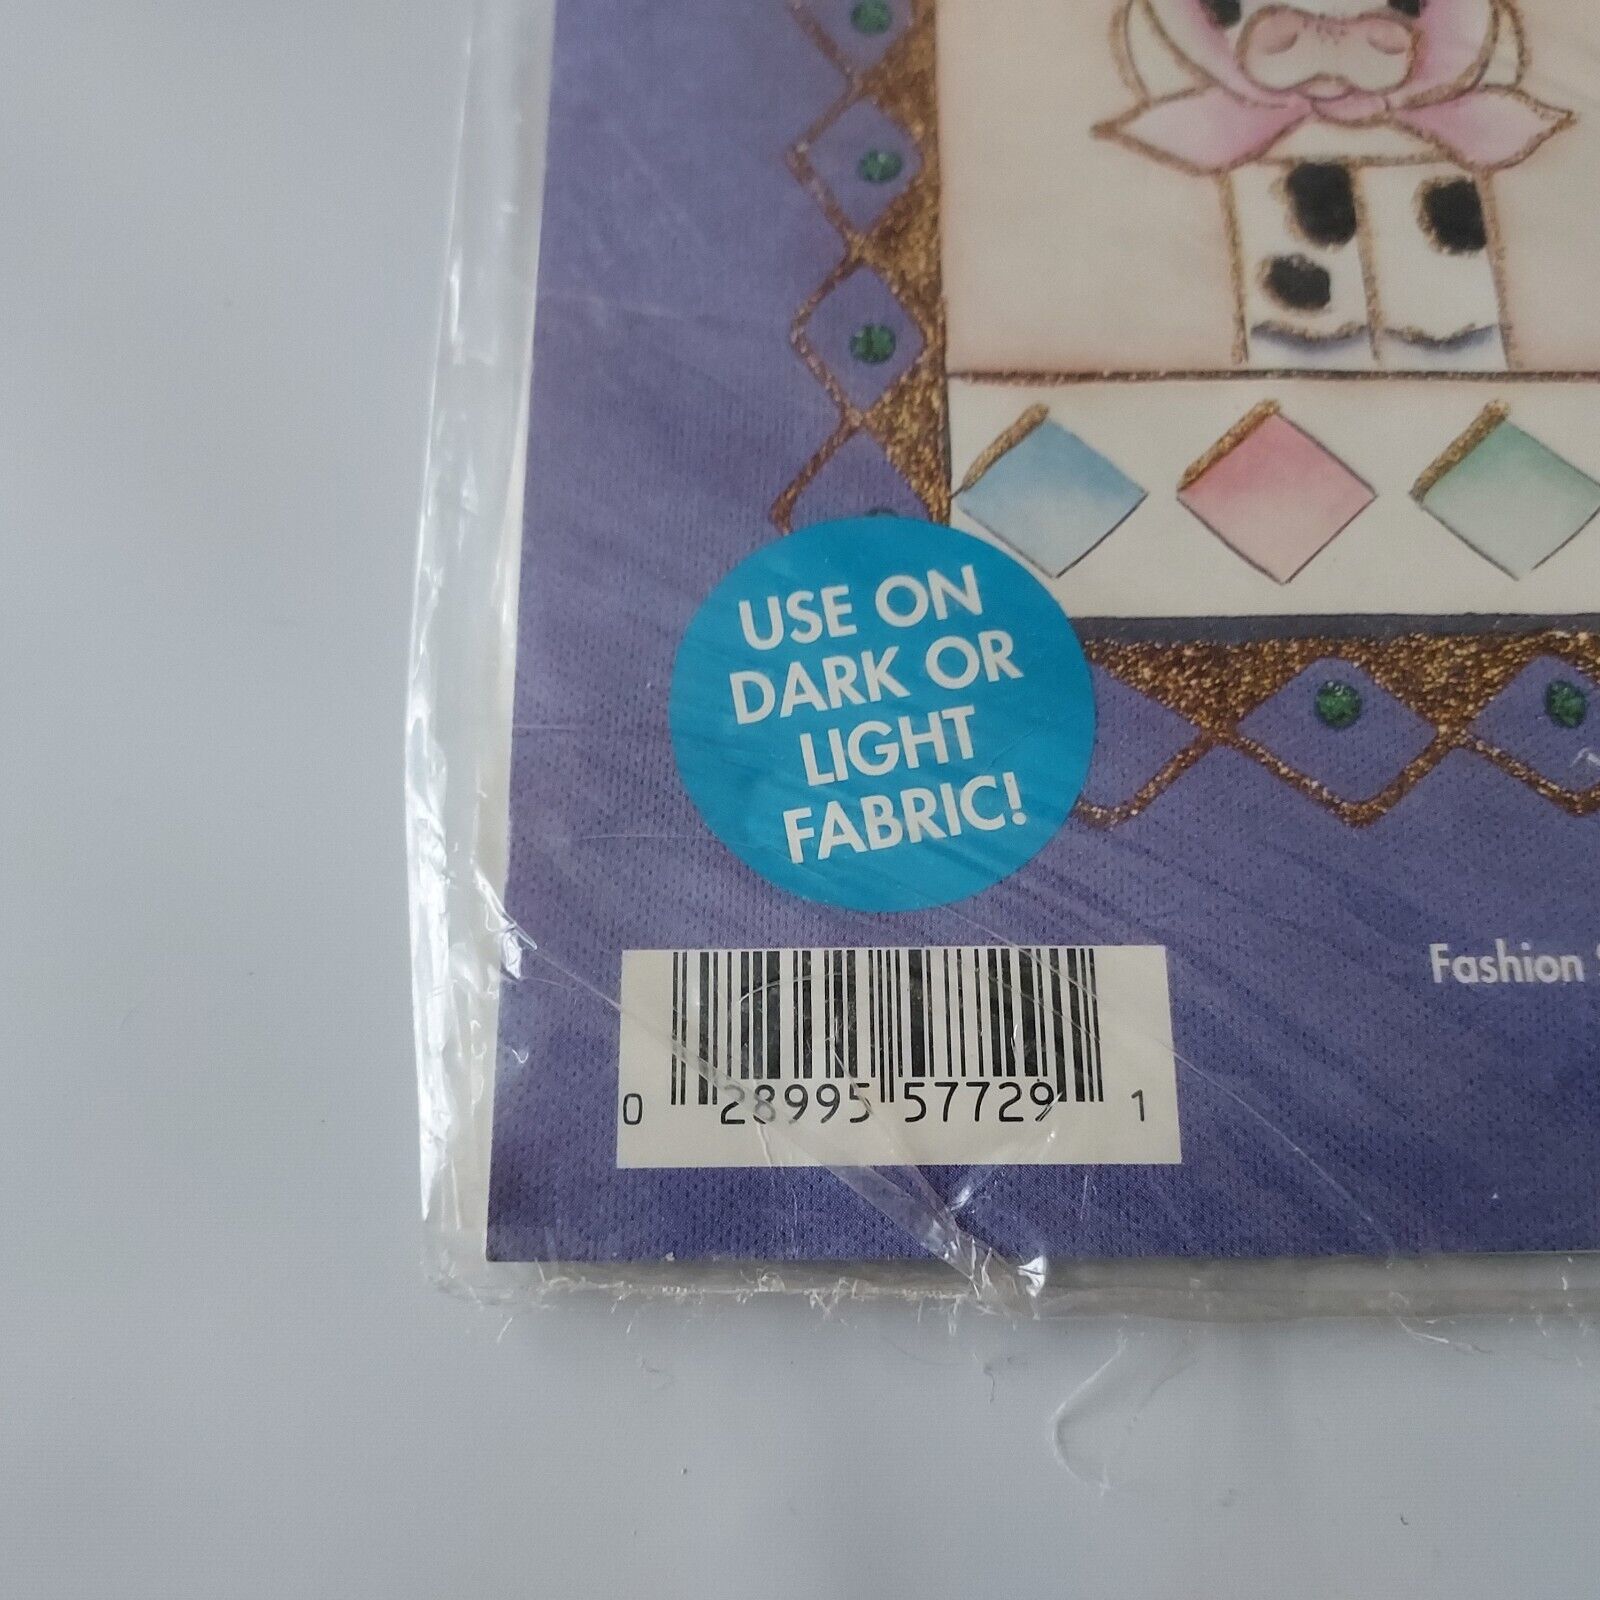 USE ON
DARK OR
LIGHT
FABRIC!
Fashion
0 28995 57729 1